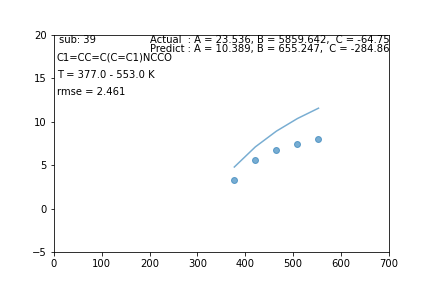 sub: 39
Actual : A = 23.536, B = 5859.642, C = -64.75
Predict : A = 10.389, B = 655.247, C = -284.86
C1=CC=C(C=C1)NCCO
T = 377.0 - 553.0 K
rmse = 2.461
20
15
10
5
0
−5
0 100 200 300 400 500 600 700